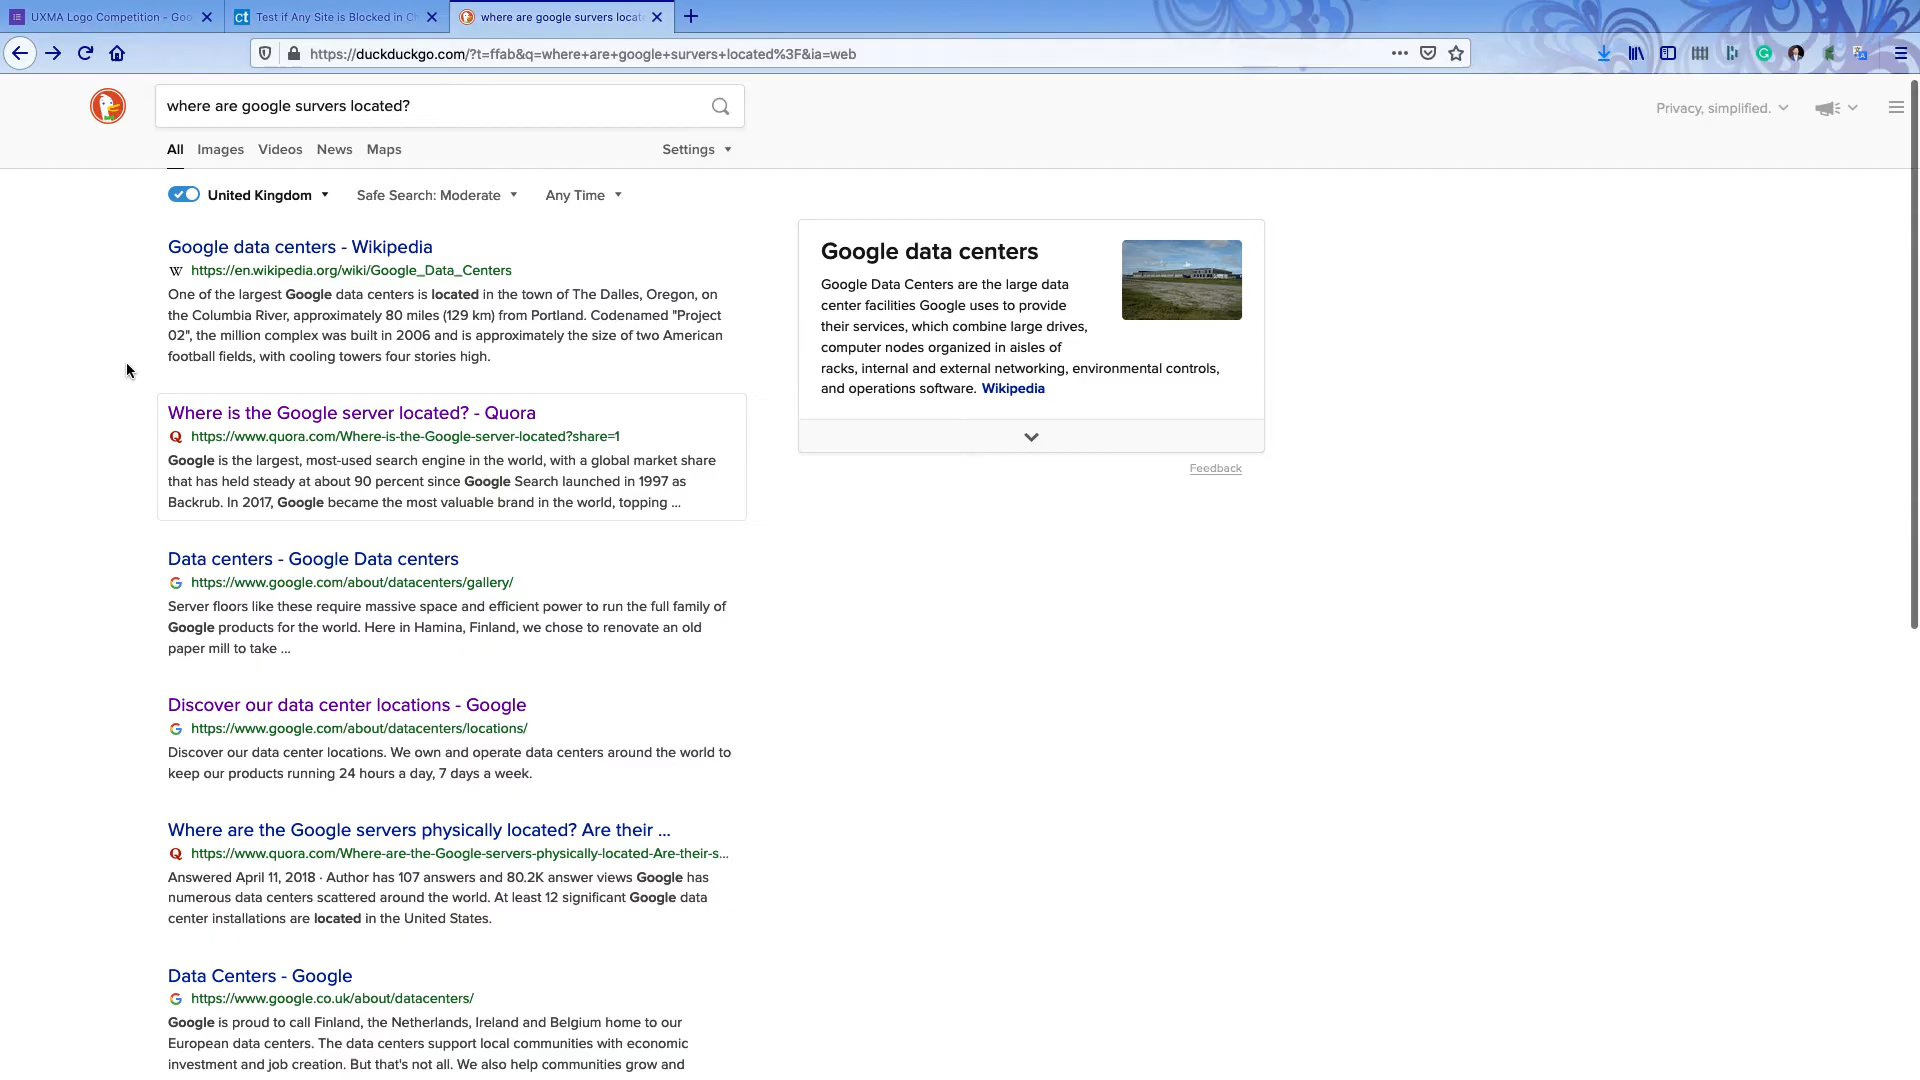 UXMA Logo Competition - Goo
Test if Any Site is Blocked in Ch
where are google survers locat
https://duckduckgo.com/?t=ffab&q=where+are+google+survers+located%3F&ia=web
where are google survers located?
Privacy, simplified.
All Images Videos News Maps Settings
United Kingdom Safe Search: Moderate Any Time
Google data centers - Wikipedia
W https://en.wikipedia.org/wiki/Google_Data_Centers
One of the largest Google data centers is located in the town of The Dalles, Oregon, on
the Columbia River, approximately 80 miles (129 km) from Portland. Codenamed "Project
02", the million complex was built in 2006 and is approximately the size of two American
football fields, with cooling towers four stories high.
Where is the Google server located? - Quora
Q https://www.quora.com/Where-is-the-Google-server-located?share=1
Google is the largest, most-used search engine in the world, with a global market share
that has held steady at about 90 percent since Google Search launched in 1997 as
Backrub. In 2017, Google became the most valuable brand in the world, topping ...
Data centers - Google Data centers
G https://www.google.com/about/datacenters/gallery/
Server floors like these require massive space and efficient power to run the full family of
Google products for the world. Here in Hamina, Finland, we chose to renovate an old
paper mill to take ...
Discover our data center locations - Google
G https://www.google.com/about/datacenters/locations/
Discover our data center locations. We own and operate data centers around the world to
keep our products running 24 hours a day, 7 days a week.
Where are the Google servers physically located? Are their ...
Q https://www.quora.com/Where-are-the-Google-servers-physically-located-Are-their-s...
Answered April 11, 2018 · Author has 107 answers and 80.2K answer views Google has
numerous data centers scattered around the world. At least 12 significant Google data
center installations are located in the United States.
Data Centers - Google
G https://www.google.co.uk/about/datacenters/
Google is proud to call Finland, the Netherlands, Ireland and Belgium home to our
European data centers. The data centers support local communities with economic
investment and job creation. But that's not all. We also help communities grow and
Google data centers
Google Data Centers are the large data
center facilities Google uses to provide
their services, which combine large drives,
computer nodes organized in aisles of
racks, internal and external networking, environmental controls,
and operations software. Wikipedia
Feedback